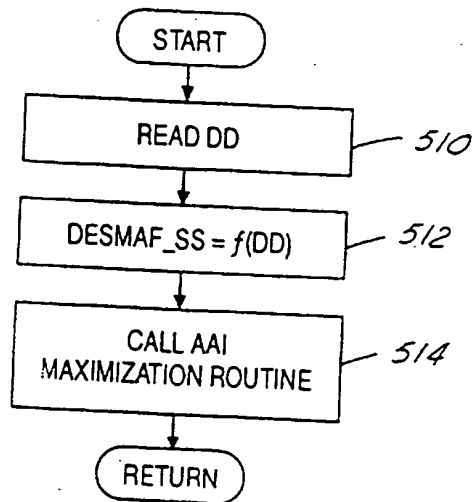 START
READ DD
510
DESMAF_SS = f(DD)
512
CALL AAI
MAXIMIZATION ROUTINE
514
RETURN